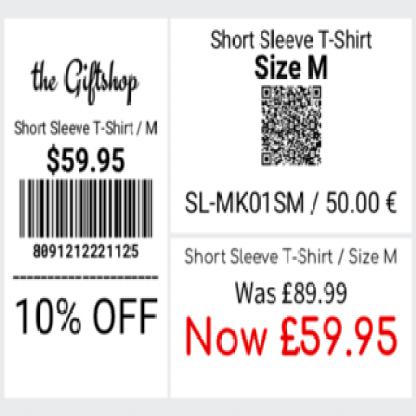 the Giftshop
Short Sleeve T-Shirt / M
$59.95
8091212221125
10% OFF
Short Sleeve T-Shirt
Size M
SL-MK01SM / 50.00 €
Short Sleeve T-Shirt / Size M
Was £89.99
Now £59.95